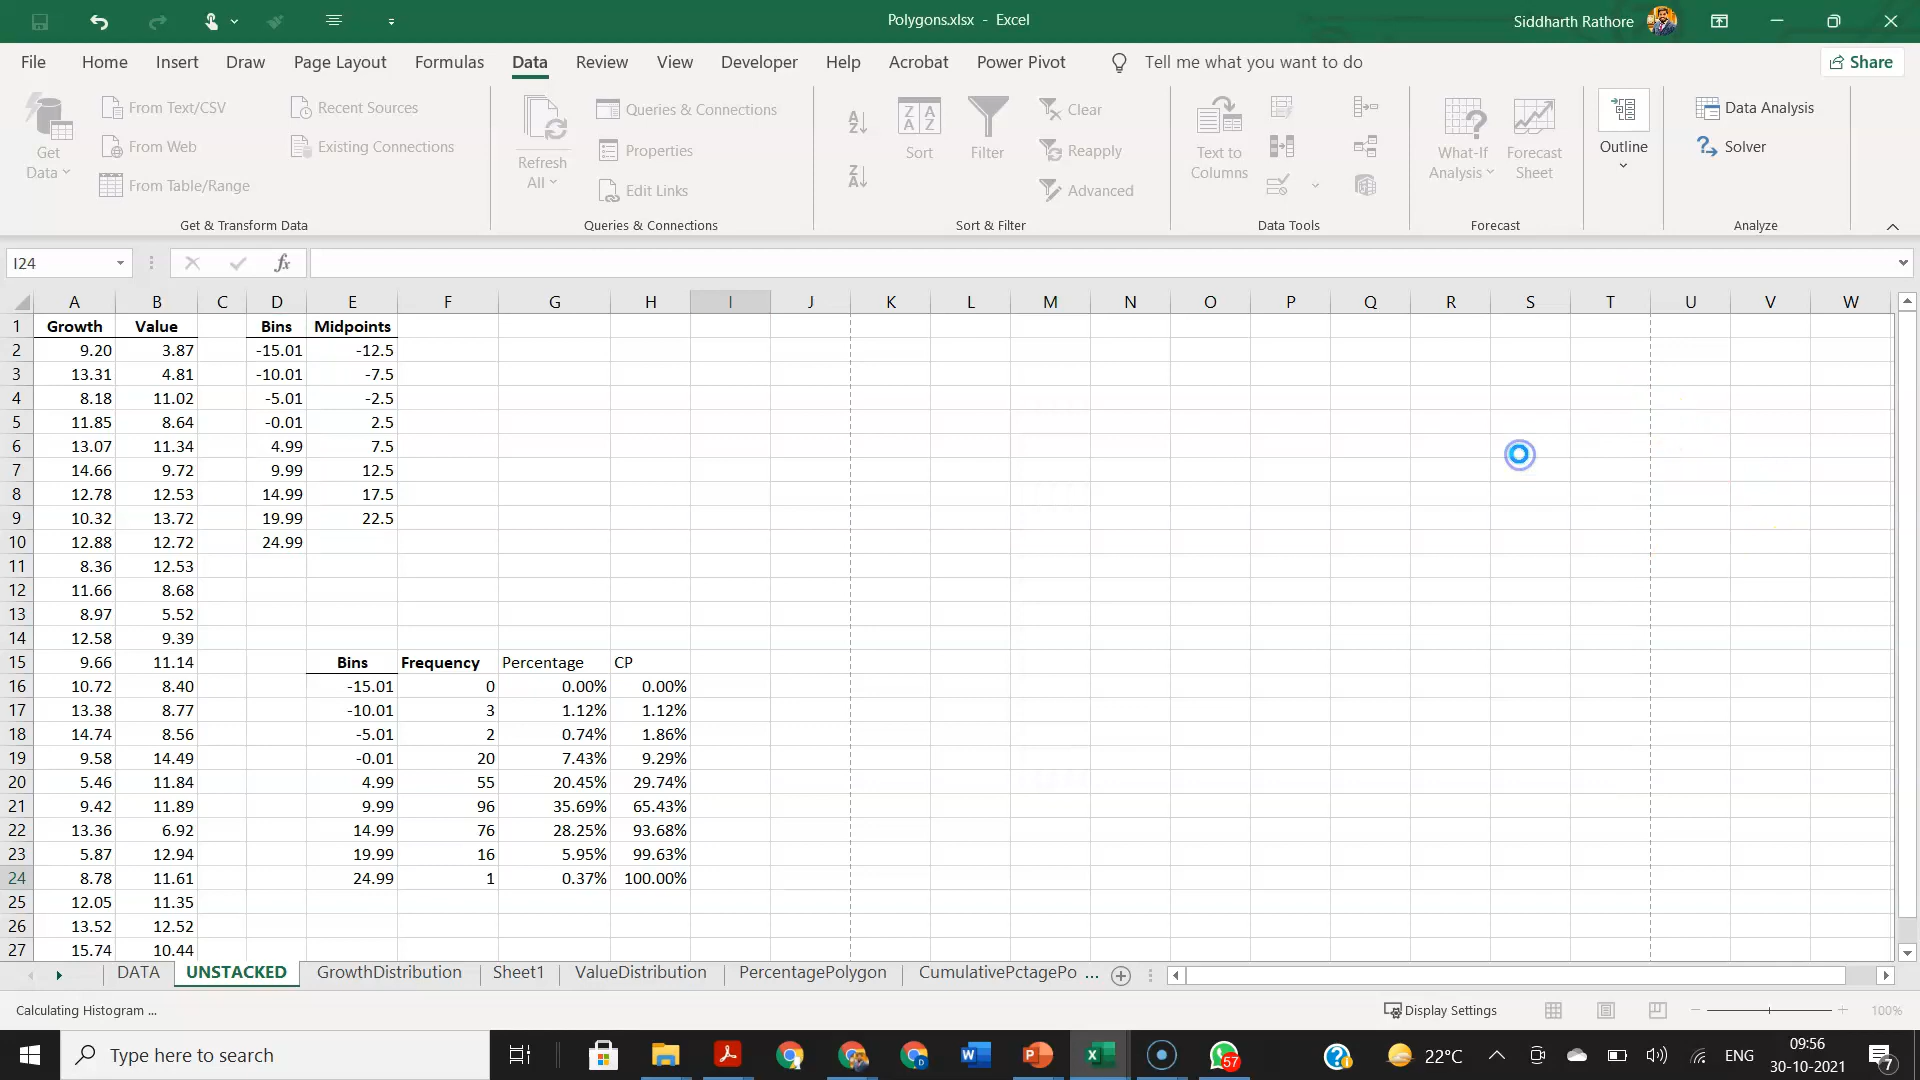 Polygons.xlsx - Excel
Siddharth Rathore
File Home Insert Draw Page Layout Formulas Data Review View Developer Help Acrobat Power Pivot Tell me what you want to do Share
Get Data
From Text/CSV
From Web
From Table/Range
Recent Sources
Existing Connections
Get & Transform Data
Refresh All
Queries & Connections
Properties
Edit Links
Queries & Connections
Sort
Filter
Clear
Reapply
Advanced
Sort & Filter
Text to Columns
Data Tools
What-If Analysis
Forecast Sheet
Forecast
Outline
Data Analysis
Solver
Analyze
I24 fx
A B C D E F G H I J K L M N O P Q R S T U V W
1 Growth Value Bins Midpoints
2 9.20 3.87 -15.01 -12.5
3 13.31 4.81 -10.01 -7.5
4 8.18 11.02 -5.01 -2.5
5 11.85 8.64 -0.01 2.5
6 13.07 11.34 4.99 7.5
7 14.66 9.72 9.99 12.5
8 12.78 12.53 14.99 17.5
9 10.32 13.72 19.99 22.5
10 12.88 12.72 24.99
11 8.36 12.53
12 11.66 8.68
13 8.97 5.52
14 12.58 9.39
15 9.66 11.14 Bins Frequency Percentage CP
16 10.72 8.40 -15.01 0 0.00% 0.00%
17 13.38 8.77 -10.01 3 1.12% 1.12%
18 14.74 8.56 -5.01 2 0.74% 1.86%
19 9.58 14.49 -0.01 20 7.43% 9.29%
20 5.46 11.84 4.99 55 20.45% 29.74%
21 9.42 11.89 9.99 96 35.69% 65.43%
22 13.36 6.92 14.99 76 28.25% 93.68%
23 5.87 12.94 19.99 16 5.95% 99.63%
24 8.78 11.61 24.99 1 0.37% 100.00%
25 12.05 11.35
26 13.52 12.52
27 15.74 10.44
DATA UNSTACKED GrowthDistribution Sheet1 ValueDistribution PercentagePolygon CumulativePctagePo ...
Calculating Histogram ...
Display Settings
100%
Type here to search
57
22°C
ENG
09:56
30-10-2021
7